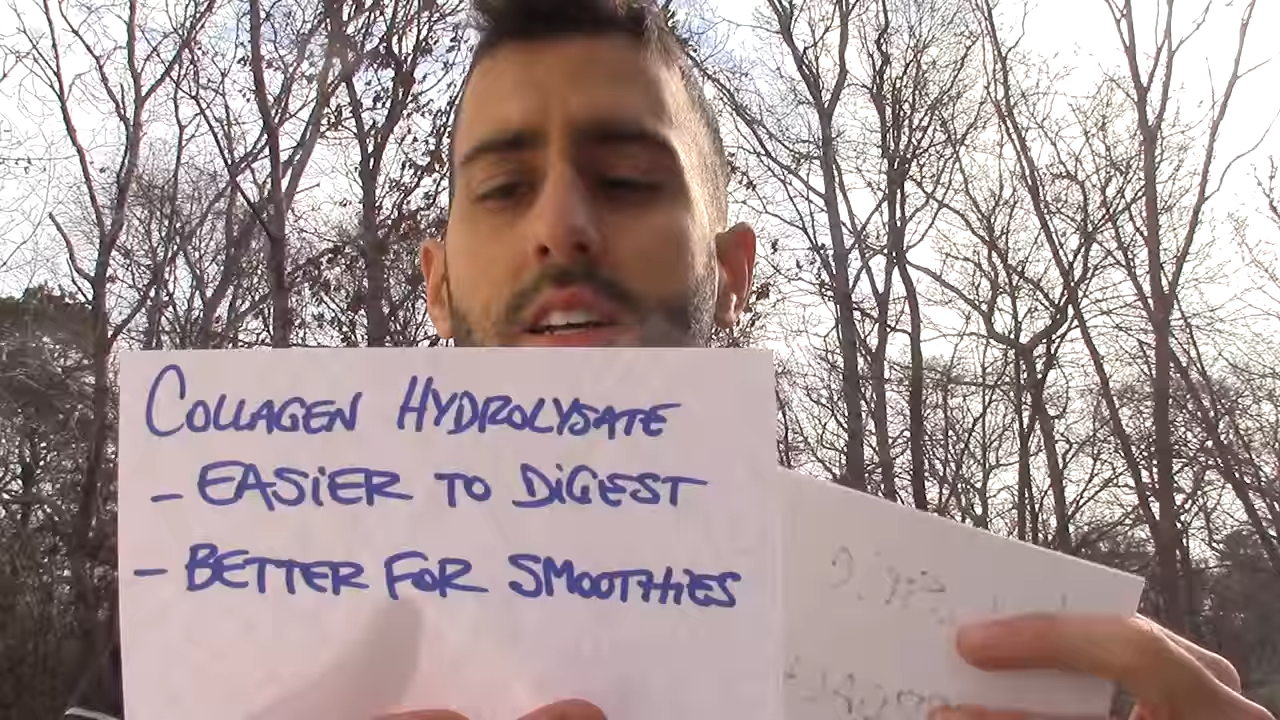 COLLAGEN HYDROLYSATE
- EASiER TO DiGEST
- BETTER FOR SMOOTHiES